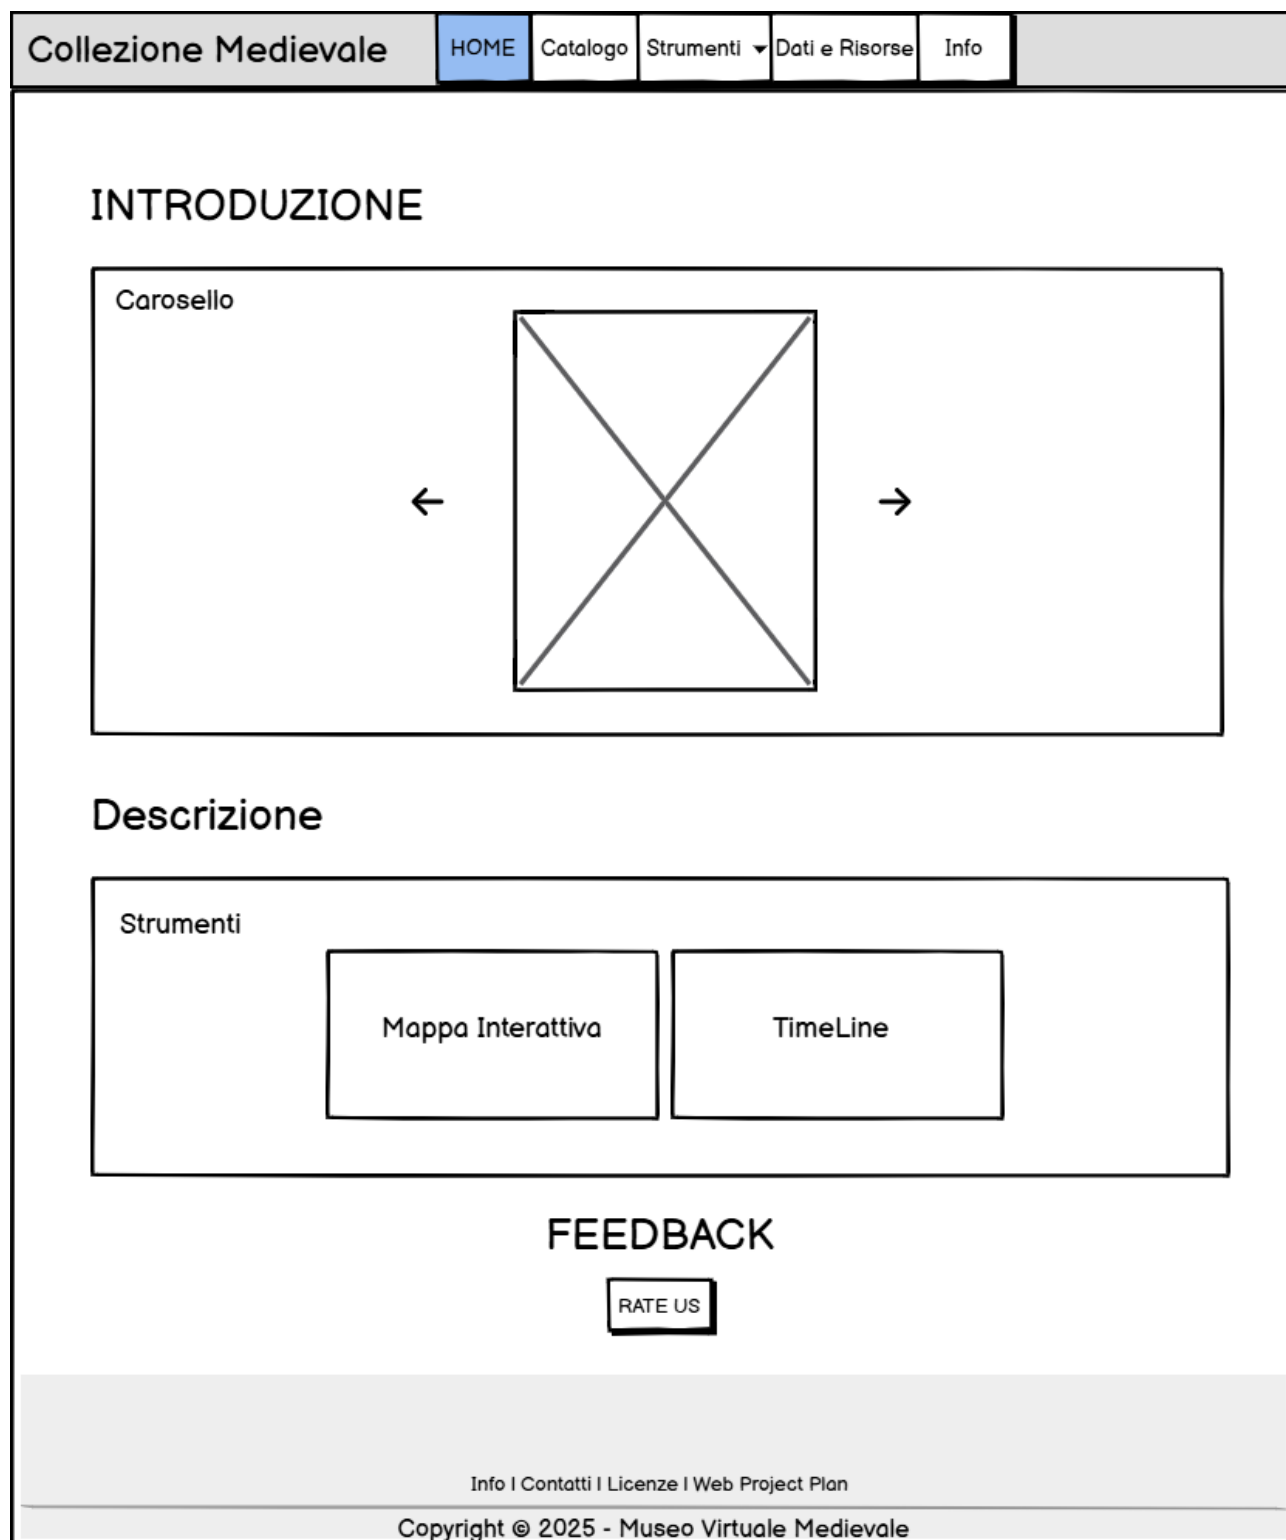 Collezione Medievale HOME Catalogo Strumenti Dati e Risorse Info
INTRODUZIONE
Carosello
Descrizione
Strumenti
Mappa Interattiva TimeLine
FEEDBACK
RATE US
Info | Contatti | Licenze | Web Project Plan
Copyright © 2025 - Museo Virtuale Medievale